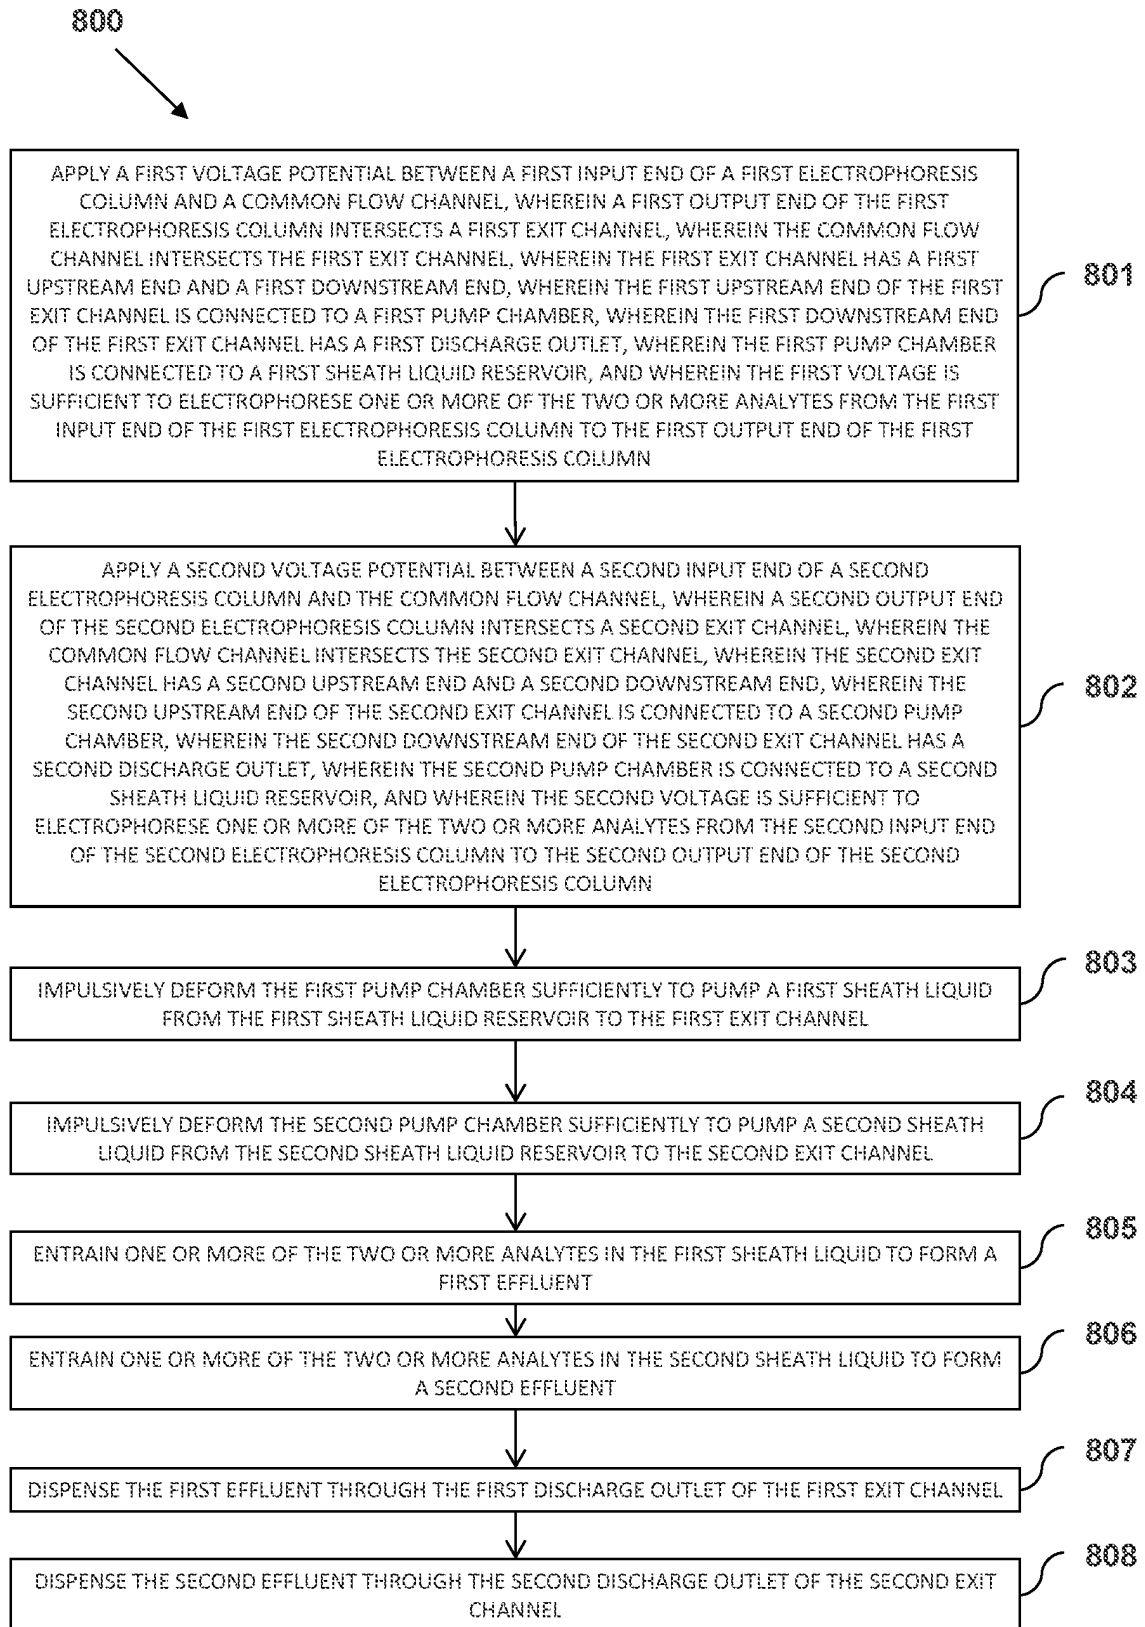 800
APPLY A FIRST VOLTAGE POTENTIAL BETWEEN A FIRST INPUT END OF A FIRST ELECTROPHORESIS
COLUMN AND A COMMON FLOW CHANNEL, WHEREIN A FIRST OUTPUT END OF THE FIRST
ELECTROPHORESIS COLUMN INTERSECTS A FIRST EXIT CHANNEL, WHEREIN THE COMMON FLOW
CHANNEL INTERSECTS THE FIRST EXIT CHANNEL, WHEREIN THE FIRST EXIT CHANNEL HAS A FIRST
UPSTREAM END AND A FIRST DOWNSTREAM END, WHEREIN THE FIRST UPSTREAM END OF THE FIRST
EXIT CHANNEL IS CONNECTED TO A FIRST PUMP CHAMBER, WHEREIN THE FIRST DOWNSTREAM END
OF THE FIRST EXIT CHANNEL HAS A FIRST DISCHARGE OUTLET, WHEREIN THE FIRST PUMP CHAMBER
IS CONNECTED TO A FIRST SHEATH LIQUID RESERVOIR, AND WHEREIN THE FIRST VOLTAGE IS
SUFFICIENT TO ELECTROPHORESE ONE OR MORE OF THE TWO OR MORE ANALYTES FROM THE FIRST
INPUT END OF THE FIRST ELECTROPHORESIS COLUMN TO THE FIRST OUTPUT END OF THE FIRST
ELECTROPHORESIS COLUMN
801
APPLY A SECOND VOLTAGE POTENTIAL BETWEEN A SECOND INPUT END OF A SECOND
ELECTROPHORESIS COLUMN AND THE COMMON FLOW CHANNEL, WHEREIN A SECOND OUTPUT END
OF THE SECOND ELECTROPHORESIS COLUMN INTERSECTS A SECOND EXIT CHANNEL, WHEREIN THE
COMMON FLOW CHANNEL INTERSECTS THE SECOND EXIT CHANNEL, WHEREIN THE SECOND EXIT
CHANNEL HAS A SECOND UPSTREAM END AND A SECOND DOWNSTREAM END, WHEREIN THE
SECOND UPSTREAM END OF THE SECOND EXIT CHANNEL IS CONNECTED TO A SECOND PUMP
CHAMBER, WHEREIN THE SECOND DOWNSTREAM END OF THE SECOND EXIT CHANNEL HAS A
SECOND DISCHARGE OUTLET, WHEREIN THE SECOND PUMP CHAMBER IS CONNECTED TO A SECOND
SHEATH LIQUID RESERVOIR, AND WHEREIN THE SECOND VOLTAGE IS SUFFICIENT TO
ELECTROPHORESE ONE OR MORE OF THE TWO OR MORE ANALYTES FROM THE SECOND INPUT END
OF THE SECOND ELECTROPHORESIS COLUMN TO THE SECOND OUTPUT END OF THE SECOND
ELECTROPHORESIS COLUMN
802
IMPULSIVELY DEFORM THE FIRST PUMP CHAMBER SUFFICIENTLY TO PUMP A FIRST SHEATH LIQUID
FROM THE FIRST SHEATH LIQUID RESERVOIR TO THE FIRST EXIT CHANNEL
803
IMPULSIVELY DEFORM THE SECOND PUMP CHAMBER SUFFICIENTLY TO PUMP A SECOND SHEATH
LIQUID FROM THE SECOND SHEATH LIQUID RESERVOIR TO THE SECOND EXIT CHANNEL
804
ENTRAIN ONE OR MORE OF THE TWO OR MORE ANALYTES IN THE FIRST SHEATH LIQUID TO FORM A
FIRST EFFLUENT
805
ENTRAIN ONE OR MORE OF THE TWO OR MORE ANALYTES IN THE SECOND SHEATH LIQUID TO FORM
A SECOND EFFLUENT
806
DISPENSE THE FIRST EFFLUENT THROUGH THE FIRST DISCHARGE OUTLET OF THE FIRST EXIT CHANNEL
807
DISPENSE THE SECOND EFFLUENT THROUGH THE SECOND DISCHARGE OUTLET OF THE SECOND EXIT
CHANNEL
808